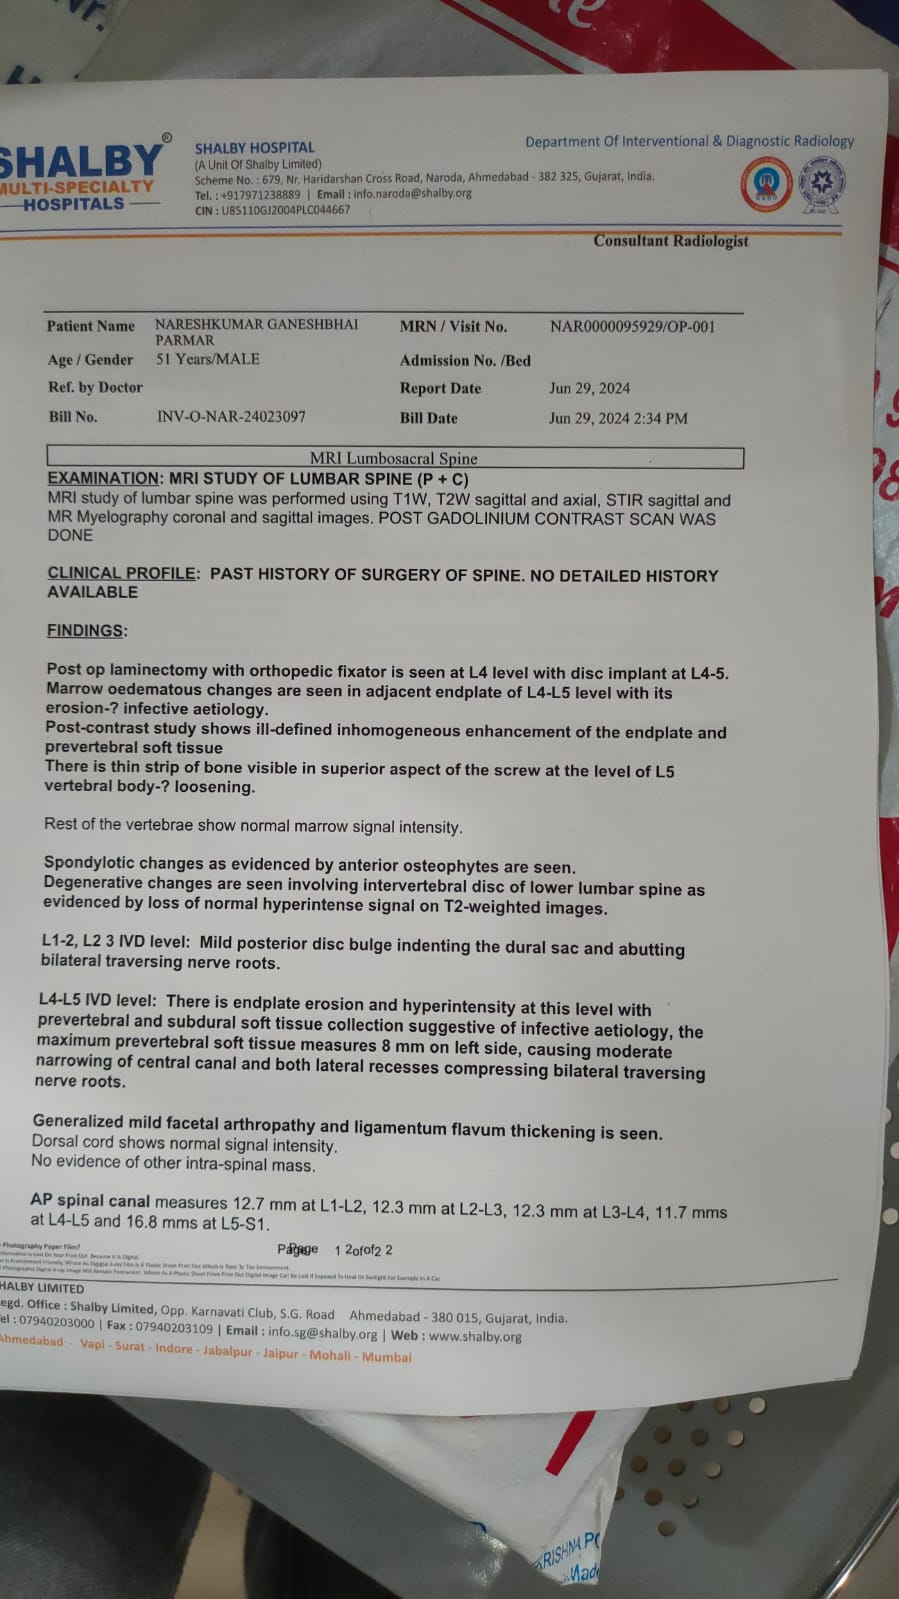 SHALBY®
MULTI-SPECIALTY
HOSPITALS
SHALBY HOSPITAL
(A Unit Of Shalby Limited)
Scheme No. : 679, Nr, Haridarshan Cross Road, Naroda, Ahmedabad - 382 325, Gujarat, India.
Tel. : +917971238889 | Email : info.naroda@shalby.org
CIN : U85110GJ2004PLC044667
Department Of Interventional & Diagnostic Radiology
Consultant Radiologist
Patient Name NARESHKUMAR GANESHBHAI PARMAR MRN / Visit No. NAR0000095929/OP-001
Age / Gender 51 Years/MALE Admission No. /Bed
Ref. by Doctor Report Date Jun 29, 2024
Bill No. INV-O-NAR-24023097 Bill Date Jun 29, 2024 2:34 PM
MRI Lumbosacral Spine
EXAMINATION: MRI STUDY OF LUMBAR SPINE (P + C)
MRI study of lumbar spine was performed using T1W, T2W sagittal and axial, STIR sagittal and
MR Myelography coronal and sagittal images. POST GADOLINIUM CONTRAST SCAN WAS
DONE
CLINICAL PROFILE: PAST HISTORY OF SURGERY OF SPINE. NO DETAILED HISTORY
AVAILABLE
FINDINGS:
Post op laminectomy with orthopedic fixator is seen at L4 level with disc implant at L4-5.
Marrow oedematous changes are seen in adjacent endplate of L4-L5 level with its
erosion-? infective aetiology.
Post-contrast study shows ill-defined inhomogeneous enhancement of the endplate and
prevertebral soft tissue
There is thin strip of bone visible in superior aspect of the screw at the level of L5
vertebral body-? loosening.
Rest of the vertebrae show normal marrow signal intensity.
Spondylotic changes as evidenced by anterior osteophytes are seen.
Degenerative changes are seen involving intervertebral disc of lower lumbar spine as
evidenced by loss of normal hyperintense signal on T2-weighted images.
L1-2, L2 3 IVD level: Mild posterior disc bulge indenting the dural sac and abutting
bilateral traversing nerve roots.
L4-L5 IVD level: There is endplate erosion and hyperintensity at this level with
prevertebral and subdural soft tissue collection suggestive of infective aetiology, the
maximum prevertebral soft tissue measures 8 mm on left side, causing moderate
narrowing of central canal and both lateral recesses compressing bilateral traversing
nerve roots.
Generalized mild facetal arthropathy and ligamentum flavum thickening is seen.
Dorsal cord shows normal signal intensity.
No evidence of other intra-spinal mass.
AP spinal canal measures 12.7 mm at L1-L2, 12.3 mm at L2-L3, 12.3 mm at L3-L4, 11.7 mms
at L4-L5 and 16.8 mms at L5-S1.
Photography Paper Film?
HALBY LIMITED
egd. Office : Shalby Limited, Opp. Karnavati Club, S.G. Road Ahmedabad - 380 015, Gujarat, India.
el : 07940203000 | Fax : 07940203109 | Email : info.sg@shalby.org | Web : www.shalby.org
Ahmedabad - Vapi - Surat - Indore - Jabalpur - Jaipur - Mohali - Mumbai
KRISHNA PO
Mad